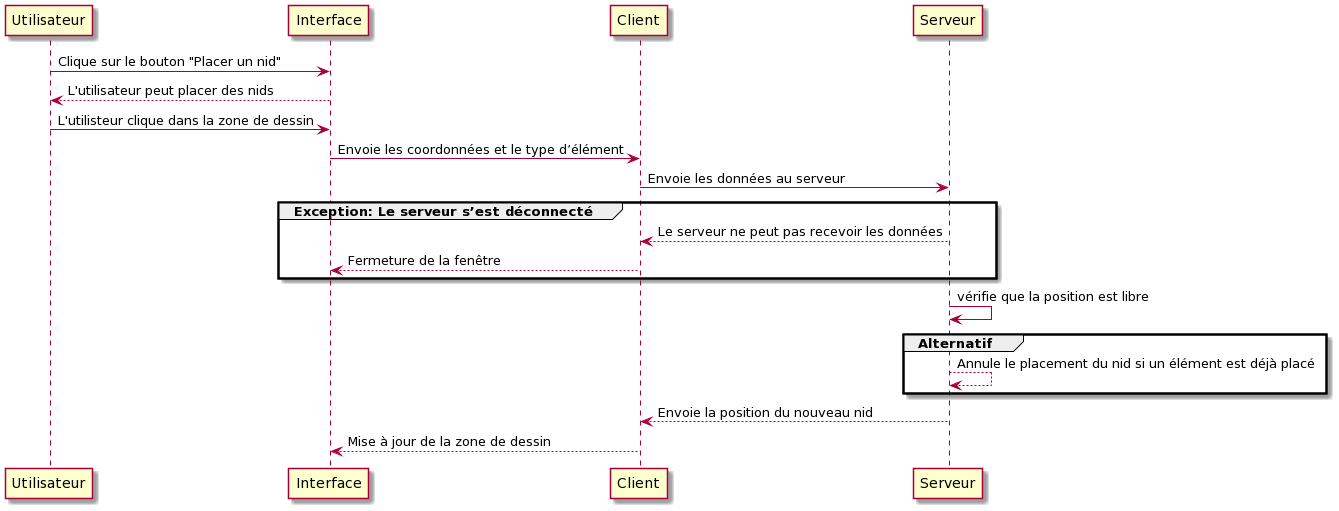 Utilisateur
Interface
Client
Serveur
Clique sur le bouton "Placer un nid"
L'utilisateur peut placer des nids
L'utilisteur clique dans la zone de dessin
Envoie les coordonnées et le type d’élément
Envoie les données au serveur
Exception: Le serveur s’est déconnecté
Le serveur ne peut pas recevoir les données
Fermeture de la fenêtre
vérifie que la position est libre
Alternatif
Annule le placement du nid si un élément est déjà placé
Envoie la position du nouveau nid
Mise à jour de la zone de dessin
Utilisateur
Interface
Client
Serveur